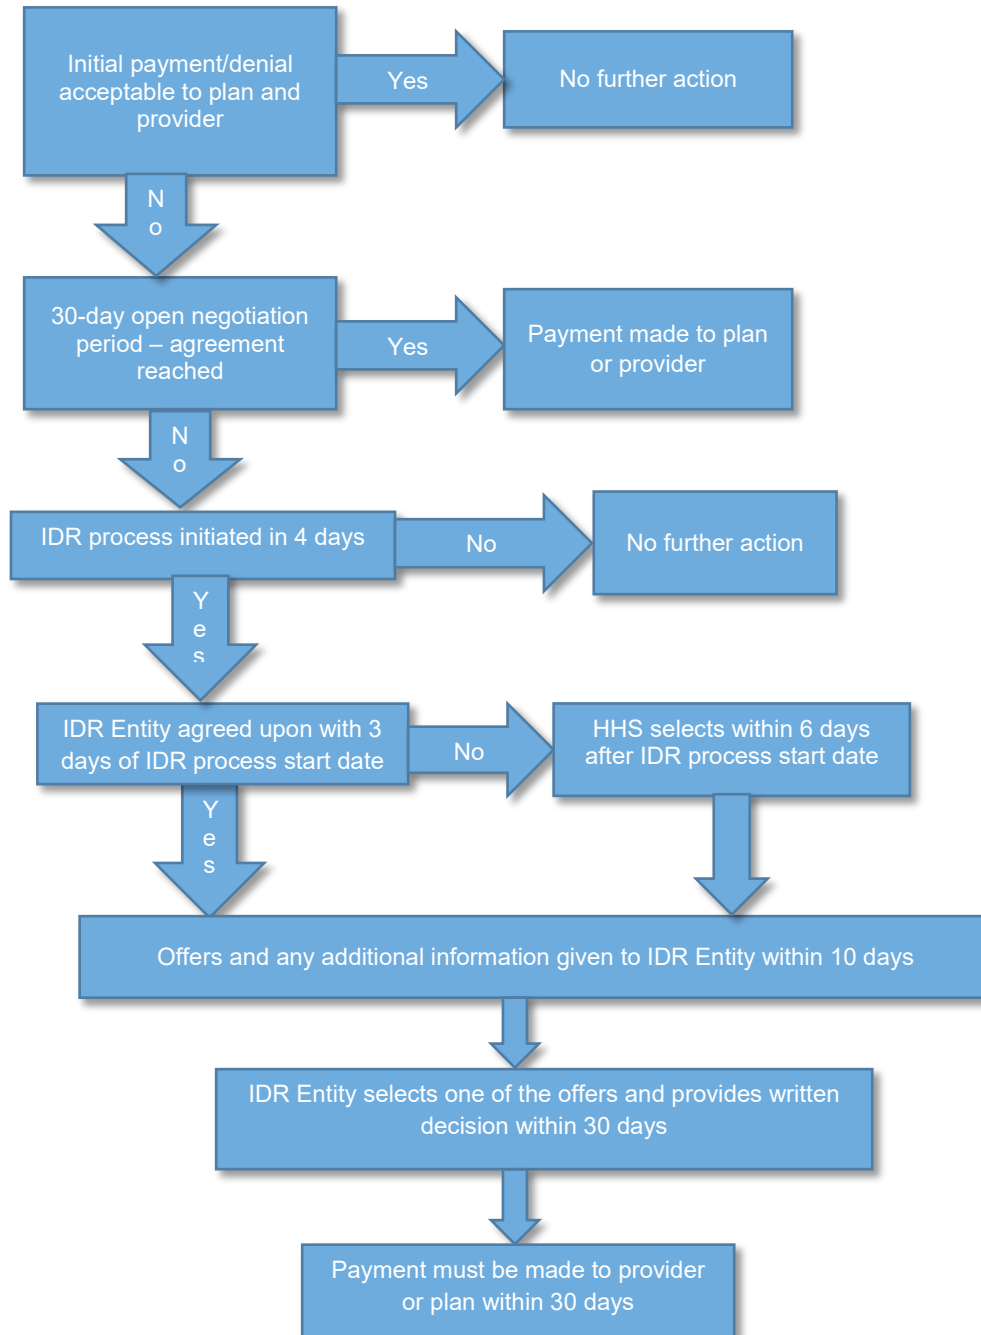 Initial payment/denial
acceptable to plan and
provider
Yes
No further action
N
o
30-day open negotiation
period – agreement
reached
Yes
Payment made to plan
or provider
N
o
IDR process initiated in 4 days
No
No further action
Y
e
s
IDR Entity agreed upon with 3
days of IDR process start date
No
HHS selects within 6 days
after IDR process start date
Y
e
s
Offers and any additional information given to IDR Entity within 10 days
IDR Entity selects one of the offers and provides written
decision within 30 days
Payment must be made to provider
or plan within 30 days